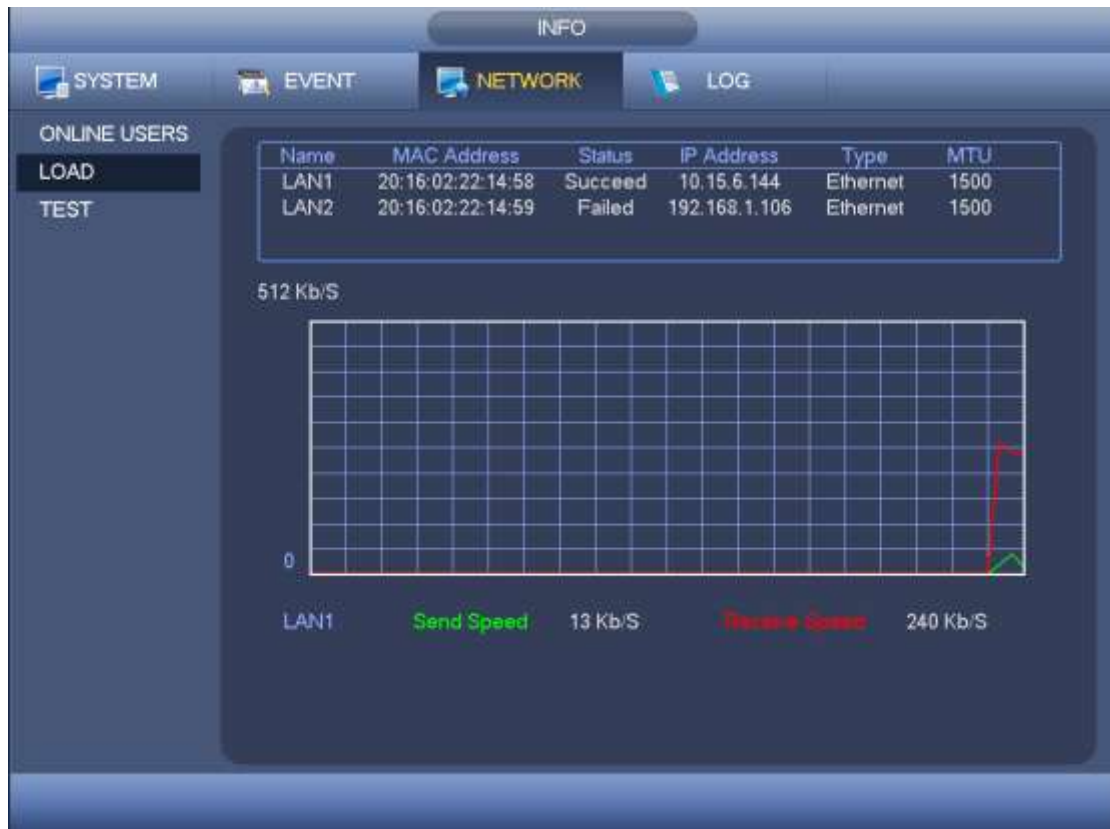 INFO
SYSTEM EVENT NETWORK LOG
ONLINE USERS
LOAD
TEST
Name MAC Address Status IP Address Type MTU
LAN1 20:16:02:22:14:58 Succeed 10.15.6.144 Ethernet 1500
LAN2 20:16:02:22:14:59 Failed 192.168.1.106 Ethernet 1500
512 Kb/S
0
LAN1 Send Speed 13 Kb/S Receive Speed 240 Kb/S